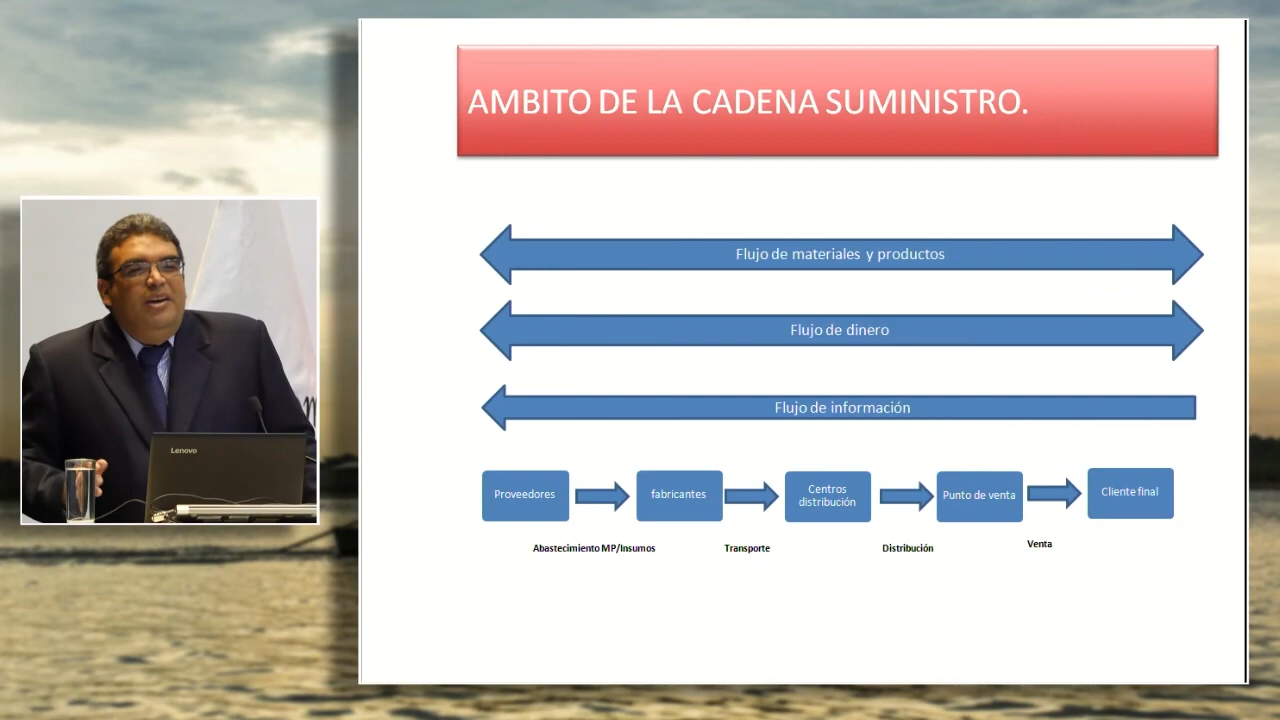 AMBITO DE LA CADENA SUMINISTRO.
Flujo de materiales y productos
Flujo de dinero
Flujo de información
Proveedores
fabricantes
Centros
distribución
Punto de venta
Cliente final
Abastecimiento MP/Insumos
Transporte
Distribución
Venta
Lenovo